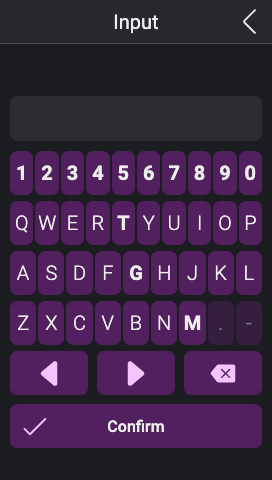 Input
1 2 3 4 5 6 7 8 9 0
Q W E R T Y U I O P
A S D F G H J K L
Z X C V B N M . -
Confirm